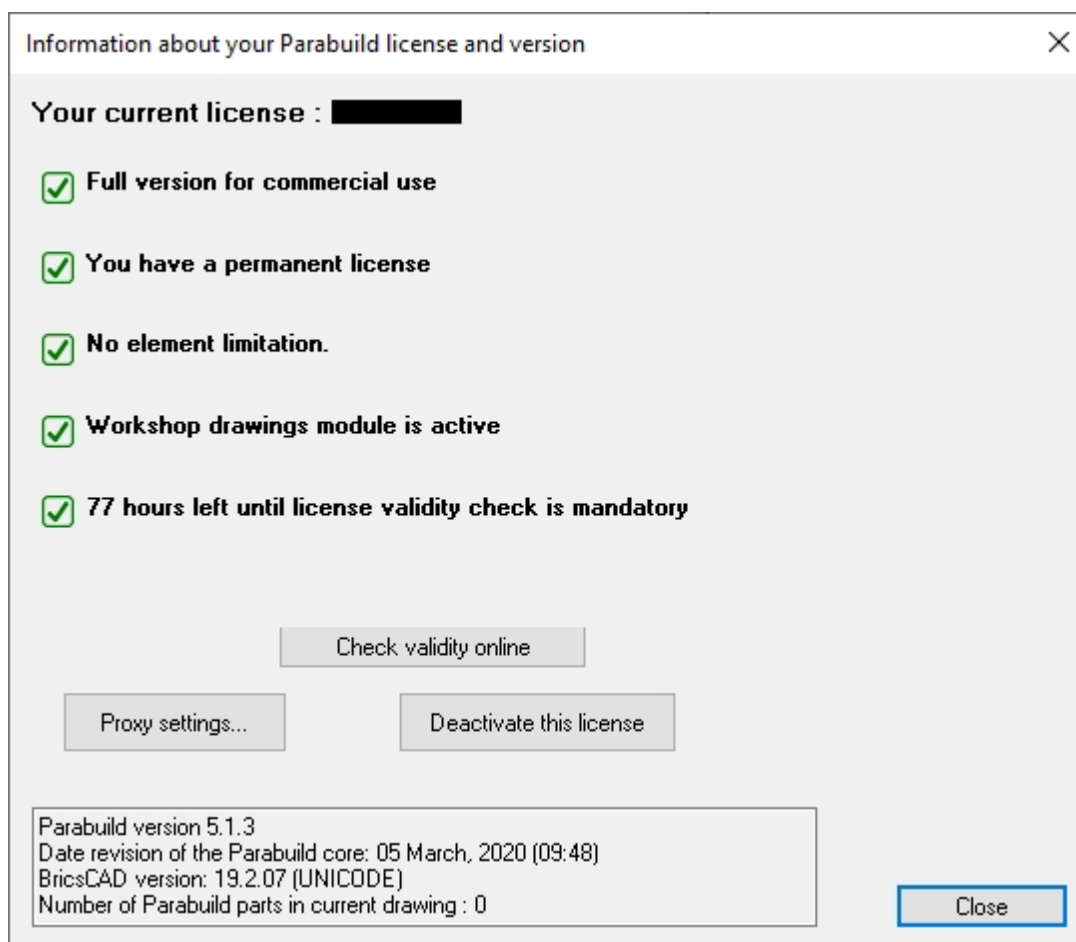 Information about your Parabuild license and version
Your current license :
Full version for commercial use
You have a permanent license
No element limitation.
Workshop drawings module is active
77 hours left until license validity check is mandatory
Check validity online
Proxy settings...
Deactivate this license
Parabuild version 5.1.3
Date revision of the Parabuild core: 05 March, 2020 (09:48)
BricsCAD version: 19.2.07 (UNICODE)
Number of Parabuild parts in current drawing : 0
Close